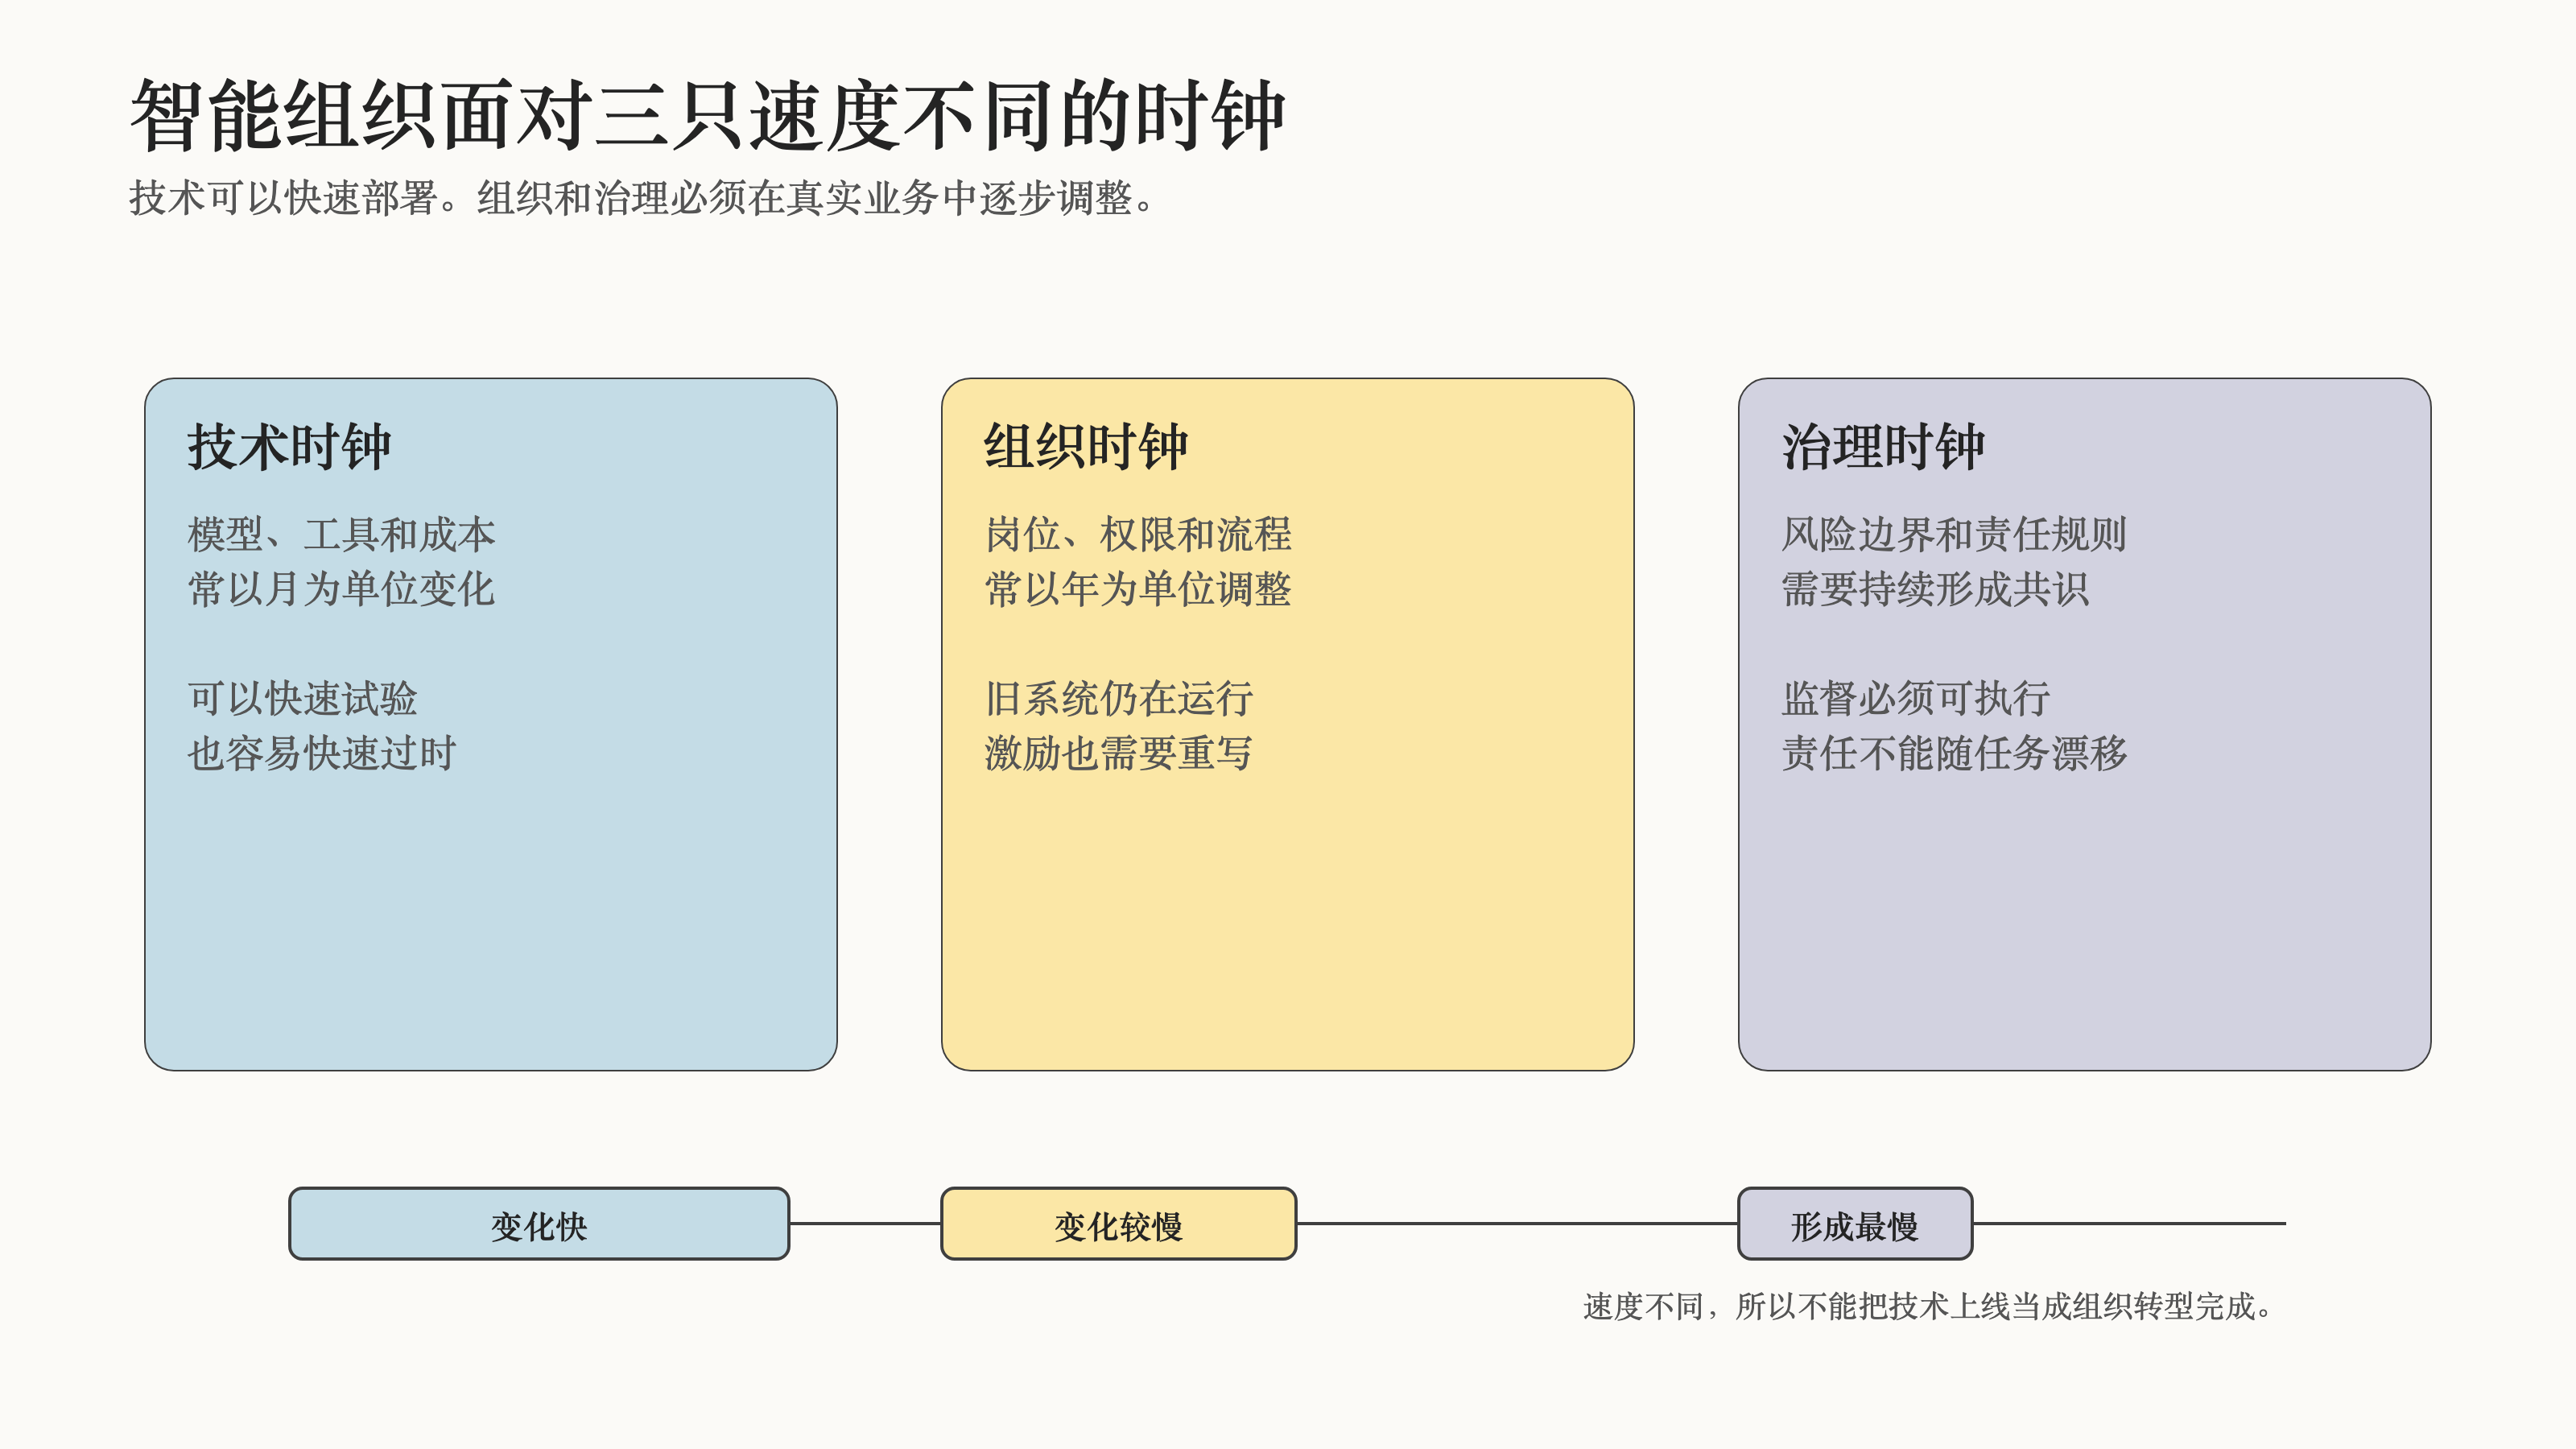 智能组织面对三只速度不同的时钟
技术可以快速部署。组织和治理必须在真实业务中逐步调整。
技术时钟
模型、工具和成本
常以月为单位变化
可以快速试验
也容易快速过时
组织时钟
岗位、权限和流程
常以年为单位调整
旧系统仍在运行
激励也需要重写
治理时钟
风险边界和责任规则
需要持续形成共识
监督必须可执行
责任不能随任务漂移
变化快
变化较慢
形成最慢
速度不同，所以不能把技术上线当成组织转型完成。